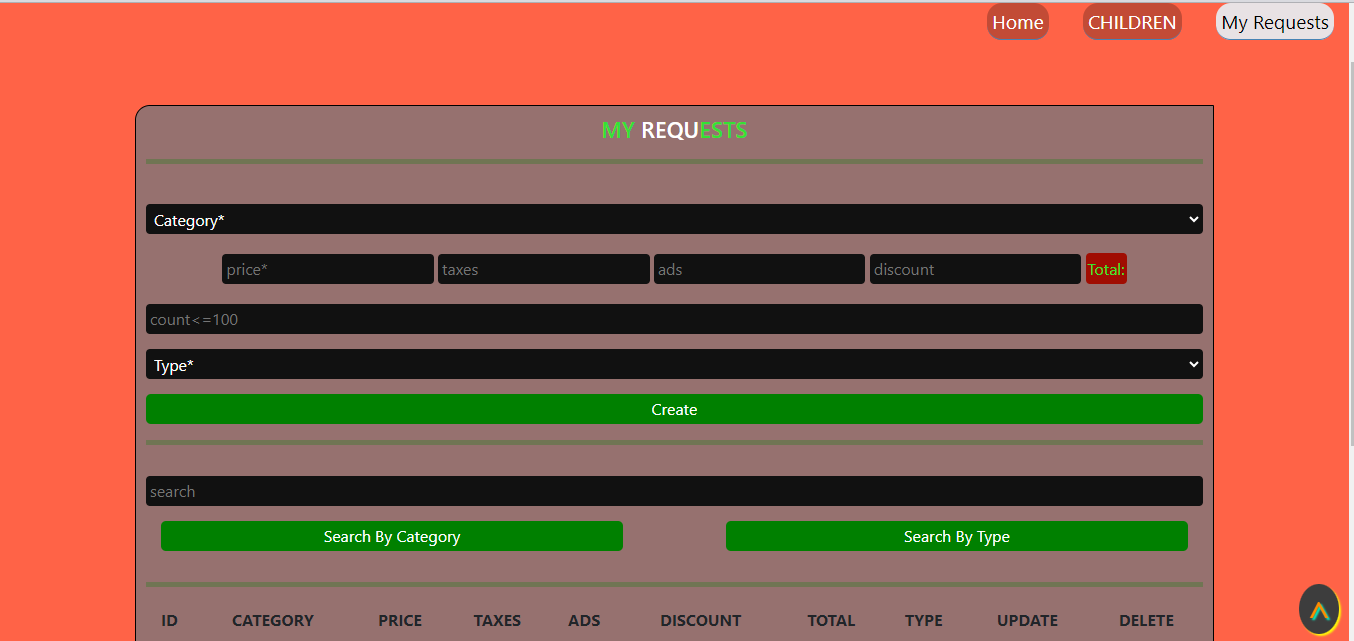 Home CHILDREN My Requests
MY REQUESTS
Category*
price* taxes ads discount Total:
count<=100
Type*
Create
search
Search By Category Search By Type
ID CATEGORY PRICE TAXES ADS DISCOUNT TOTAL TYPE UPDATE DELETE